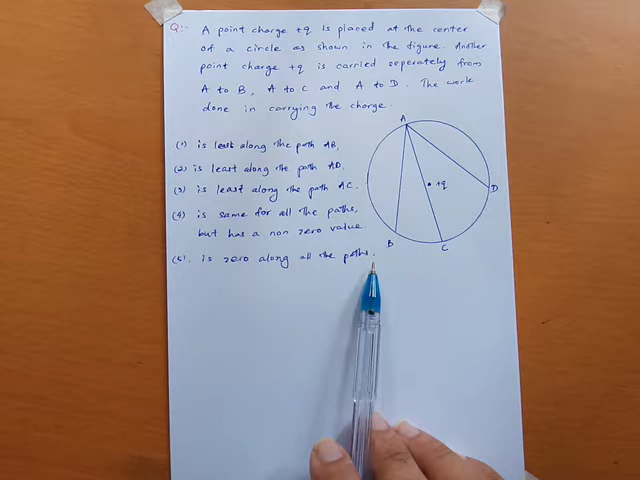 Q:- A point charge +q is placed at the center
of a circle as shown in the figure. Another
point charge +q is carried seperately from
A to B, A to C and A to D. The work
done in carrying the charge.
(1) is least along the path AB,
(2) is least along the path AD.
(3) is least along the path AC.
(4) is same for all the paths,
but has a non zero value.
(5). is zero along all the paths.
A
+q
D
B
C